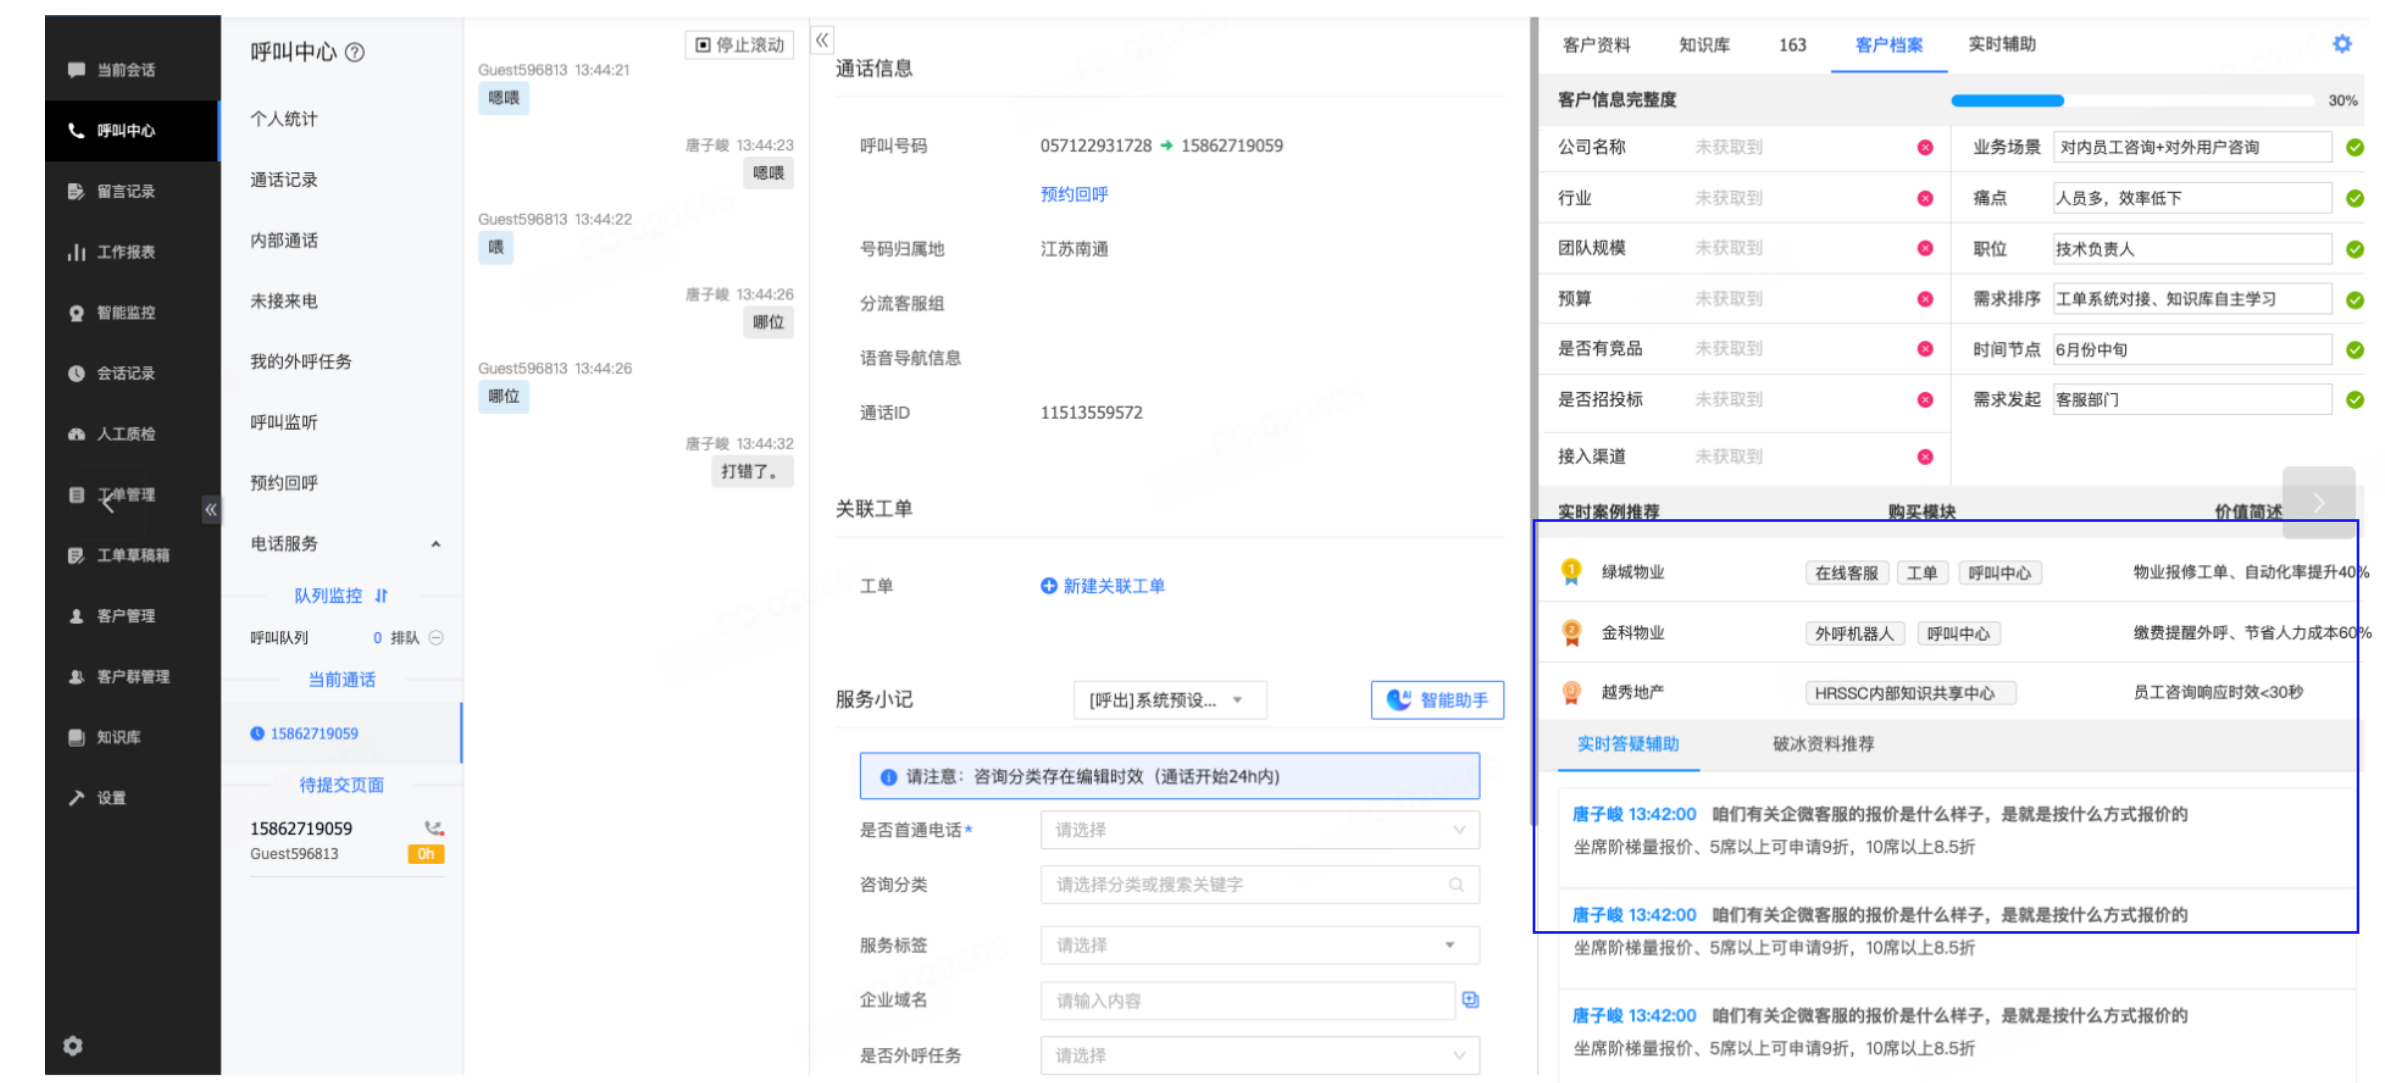 当前会话
呼叫中心
留言记录
工作报表
智能监控
会话记录
人工质检
工单管理
工单草稿箱
客户管理
客户群管理
知识库
设置
呼叫中心
个人统计
通话记录
内部通话
未接来电
我的外呼任务
呼叫监听
预约回呼
电话服务
队列监控
呼叫队列 0 排队
当前通话
15862719059
待提交页面
15862719059
Guest596813 0h
停止滚动
Guest596813 13:44:21
嗯喂
唐子峻 13:44:23
嗯喂
Guest596813 13:44:22
喂
唐子峻 13:44:26
哪位
Guest596813 13:44:26
哪位
唐子峻 13:44:32
打错了。
通话信息
呼叫号码 057122931728 → 15862719059
预约回呼
号码归属地 江苏南通
分流客服组
语音导航信息
通话ID 11513559572
关联工单
工单 新建关联工单
服务小记 [呼出]系统预设... AI 智能助手
请注意：咨询分类存在编辑时效（通话开始24h内)
是否首通电话* 请选择
咨询分类 请选择分类或搜索关键字
服务标签 请选择
企业域名 请输入内容
是否外呼任务 请选择
客户资料 知识库 163 客户档案 实时辅助
客户信息完整度 30%
公司名称 未获取到 业务场景 对内员工咨询+对外用户咨询
行业 未获取到 痛点 人员多，效率低下
团队规模 未获取到 职位 技术负责人
预算 未获取到 需求排序 工单系统对接、知识库自主学习
是否有竞品 未获取到 时间节点 6月份中旬
是否招投标 未获取到 需求发起 客服部门
接入渠道 未获取到
实时案例推荐 购买模块 价值简述
1 绿城物业 在线客服 工单 呼叫中心 物业报修工单、自动化率提升40%
2 金科物业 外呼机器人 呼叫中心 缴费提醒外呼、节省人力成本60%
3 越秀地产 HRSSC内部知识共享中心 员工咨询响应时效<30秒
实时答疑辅助 破冰资料推荐
唐子峻 13:42:00 咱们有关企微客服的报价是什么样子，是就是按什么方式报价的
坐席阶梯量报价、5席以上可申请9折，10席以上8.5折
唐子峻 13:42:00 咱们有关企微客服的报价是什么样子，是就是按什么方式报价的
坐席阶梯量报价、5席以上可申请9折，10席以上8.5折
唐子峻 13:42:00 咱们有关企微客服的报价是什么样子，是就是按什么方式报价的
坐席阶梯量报价、5席以上可申请9折，10席以上8.5折